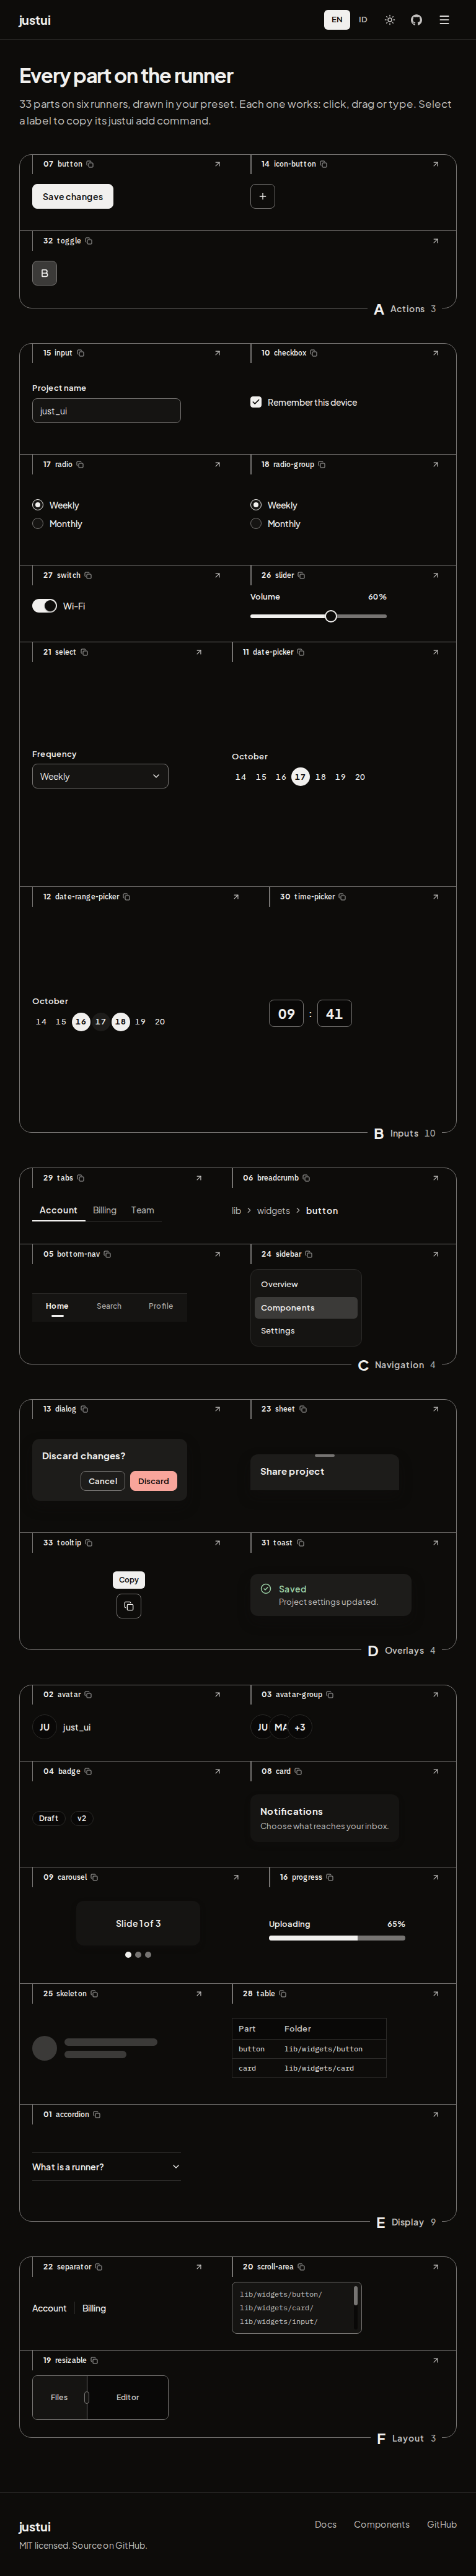 justui
EN ID
Every part on the runner
33 parts on six runners, drawn in your preset. Each one works: click, drag or type. Select
a label to copy its justui add command.
07 button 14 icon-button
Save changes
32 toggle
B
A Actions 3
15 input 10 checkbox
Project name
just_ui
Remember this device
17 radio 18 radio-group
Weekly Weekly
Monthly Monthly
27 switch 26 slider
Volume 60%
Wi-Fi
21 select 11 date-picker
Frequency October
Weekly 14 15 16 17 18 19 20
12 date-range-picker 30 time-picker
October
14 15 16 17 18 19 20
09 : 41
B Inputs 10
29 tabs 06 breadcrumb
Account Billing Team lib widgets button
05 bottom-nav 24 sidebar
Overview
Home Search Profile Components
Settings
C Navigation 4
13 dialog 23 sheet
Discard changes?
Cancel Discard
Share project
33 tooltip 31 toast
Copy
Saved
Project settings updated.
D Overlays 4
02 avatar 03 avatar-group
JU just_ui JU MA +3
04 badge 08 card
Draft v2
Notifications
Choose what reaches your inbox.
09 carousel 16 progress
Slide 1 of 3
Uploading 65%
25 skeleton 28 table
Part Folder
button lib/widgets/button
card lib/widgets/card
01 accordion
What is a runner?
E Display 9
22 separator 20 scroll-area
Account Billing
lib/widgets/button/
lib/widgets/card/
lib/widgets/input/
19 resizable
Files Editor
F Layout 3
justui
Docs Components GitHub
MIT licensed. Source on GitHub.